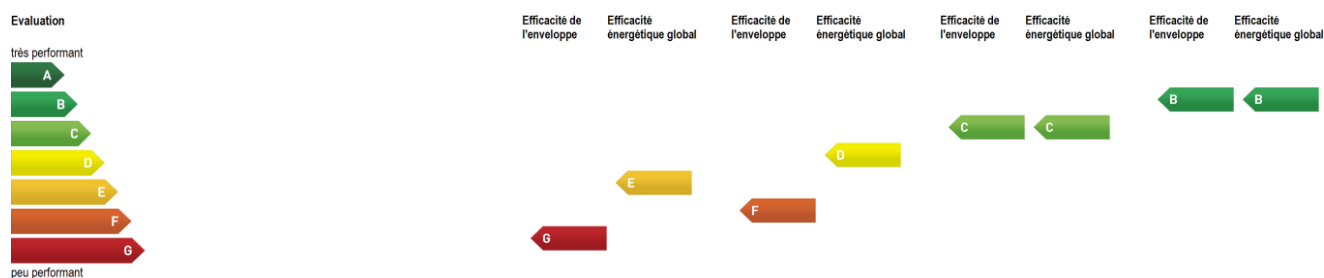 Evaluation
Efficacité de
l'enveloppe
Efficacité
énergétique global
Efficacité de
l'enveloppe
Efficacité
énergétique global
Efficacité de
l'enveloppe
Efficacité
énergétique global
Efficacité de
l'enveloppe
Efficacité
énergétique global
très performant
A
B
C
D
E
F
G
peu performant
G
E
F
D
C
C
B
B